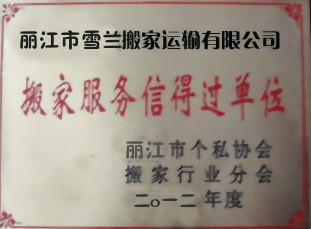 丽江市雪兰搬家运输有限公司
搬家服务信得过单位
丽江市个私协会
搬家行业分会
二〇一二年度